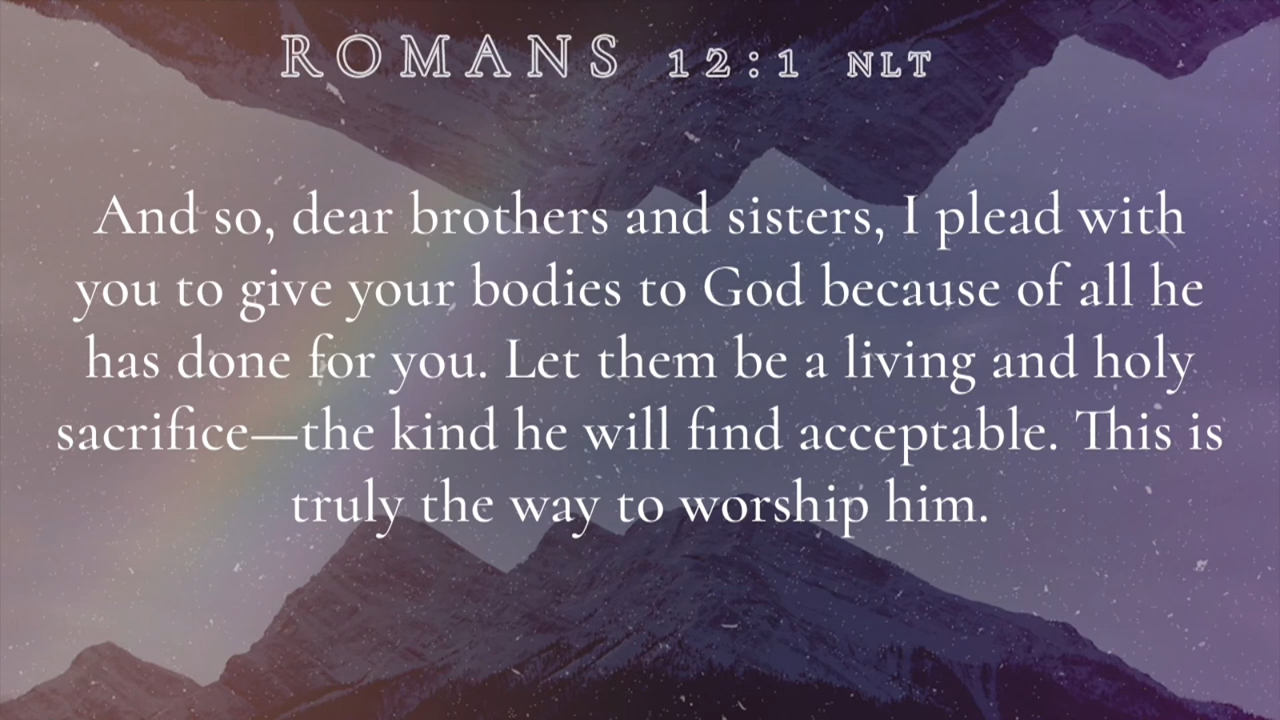 ROMANS 12:1 NLT
And so, dear brothers and sisters, I plead with
you to give your bodies to God because of all he
has done for you. Let them be a living and holy
sacrifice—the kind he will find acceptable. This is
truly the way to worship him.